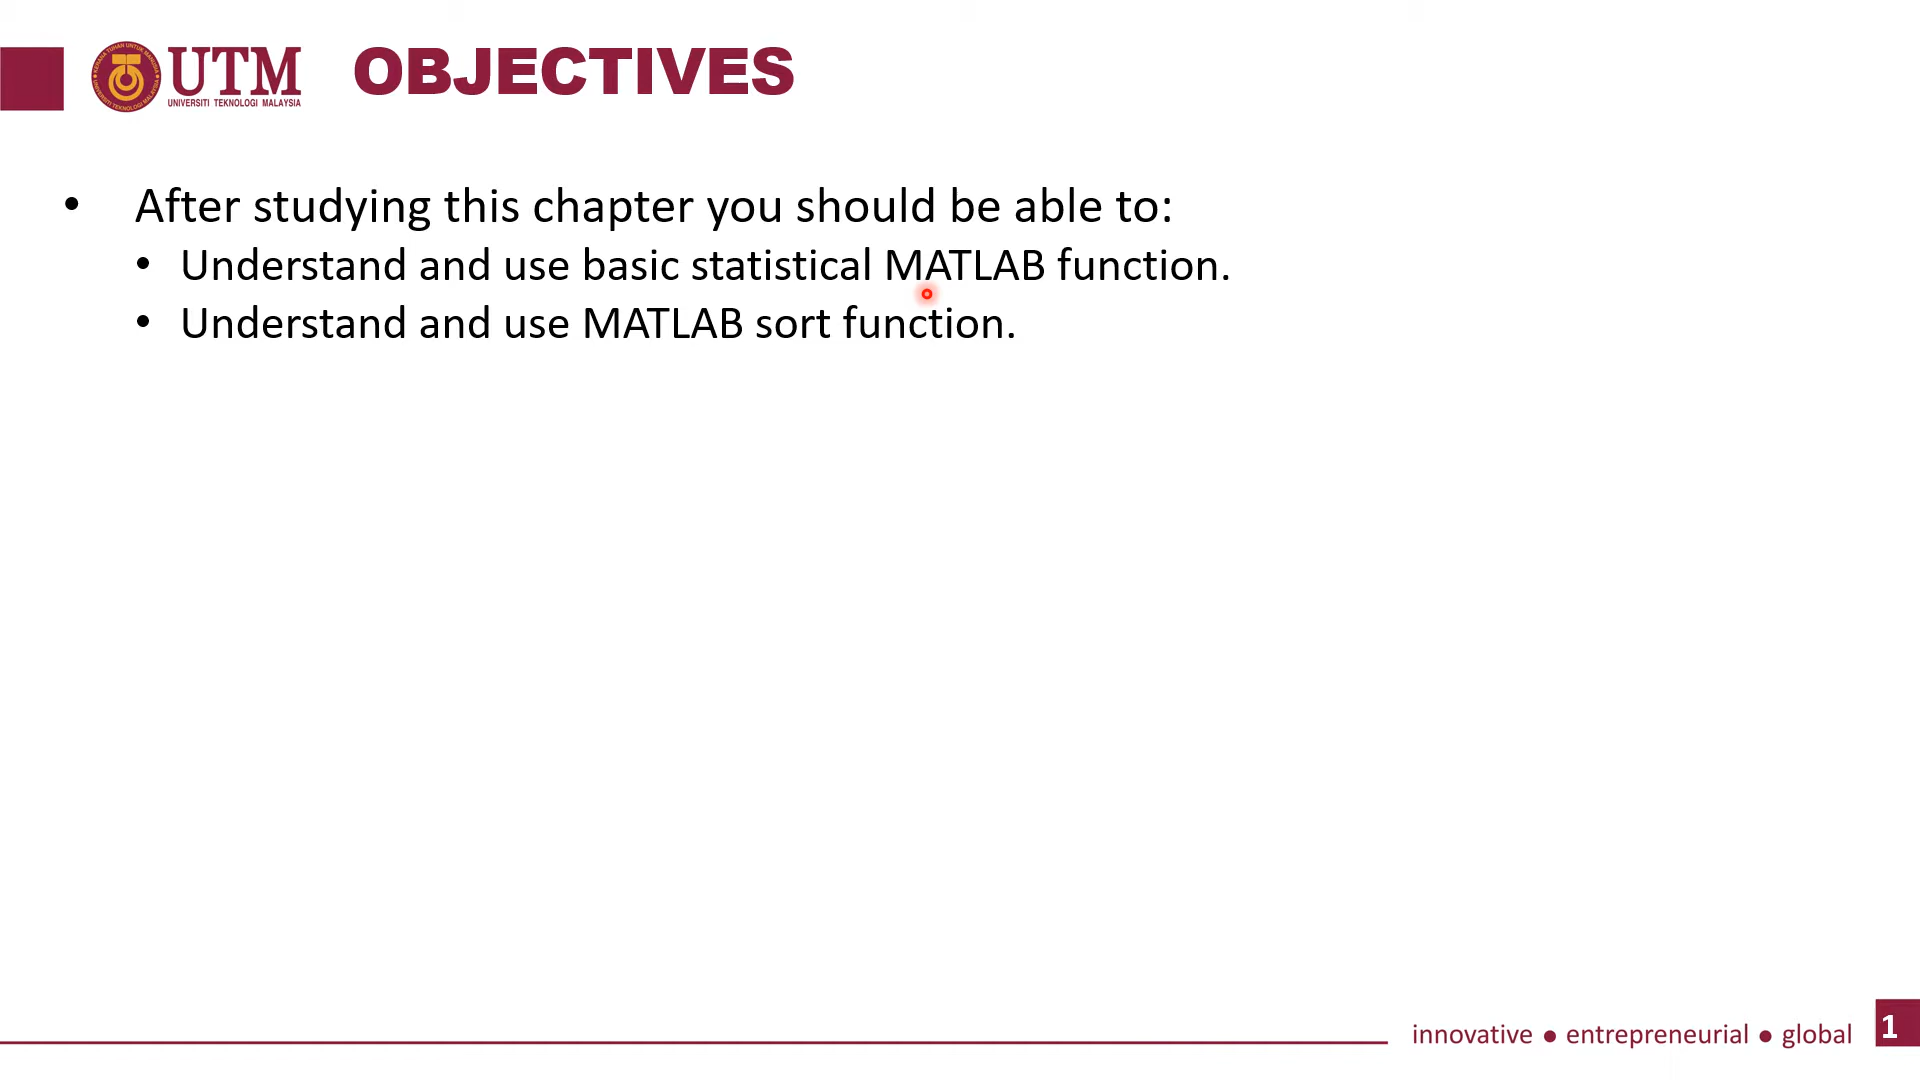 UTM
UNIVERSITI TEKNOLOGI MALAYSIA
OBJECTIVES
• After studying this chapter you should be able to:
• Understand and use basic statistical MATLAB function.
• Understand and use MATLAB sort function.
innovative ● entrepreneurial ● global
1